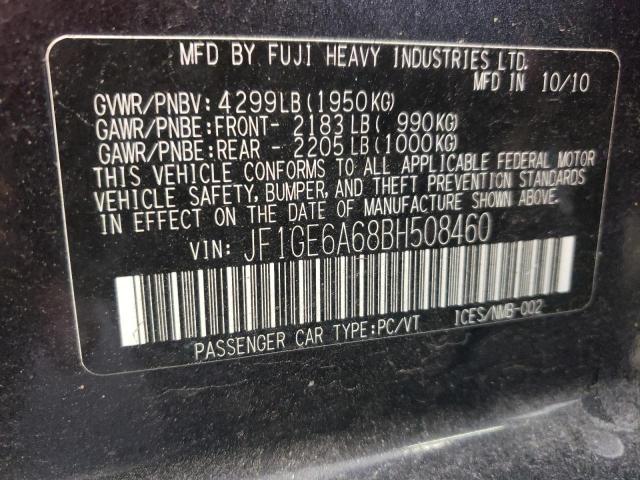 MFD BY FUJI HEAVY INDUSTRIES LTD.
MFD IN 10/10
GVWR/PNBV: 4299LB (1950KG)
GAWR/PNBE:FRONT- 2183LB( 990KG)
GAWR/PNBE:REAR - 2205LB(1000KG)
THIS VEHICLE CONFORMS TO ALL APPLICABLE FEDERAL MOTOR
VEHICLE SAFETY, BUMPER, AND THEFT PREVENTION STANDARDS
IN EFFECT ON THE DATE OF MANUFACTURE SHOWN ABOVE.
VIN: JF1GE6A68BH508460
PASSENGER CAR TYPE:PC/VT ICES/NMB-002